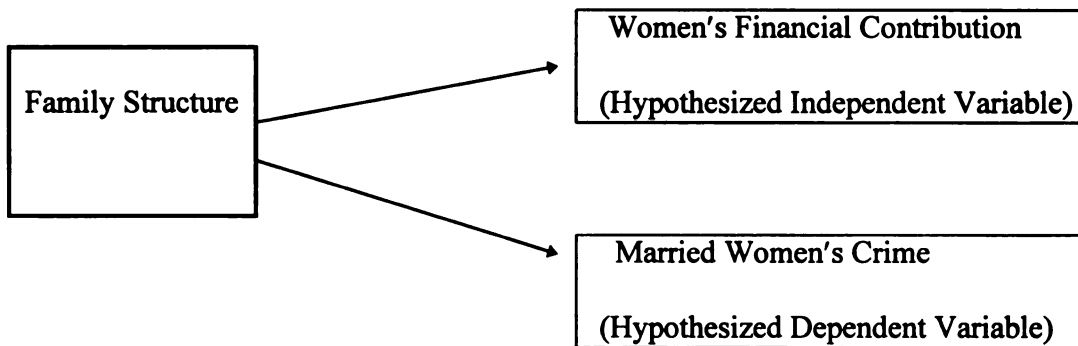 Family Structure
Women's Financial Contribution
(Hypothesized Independent Variable)
Married Women's Crime
(Hypothesized Dependent Variable)